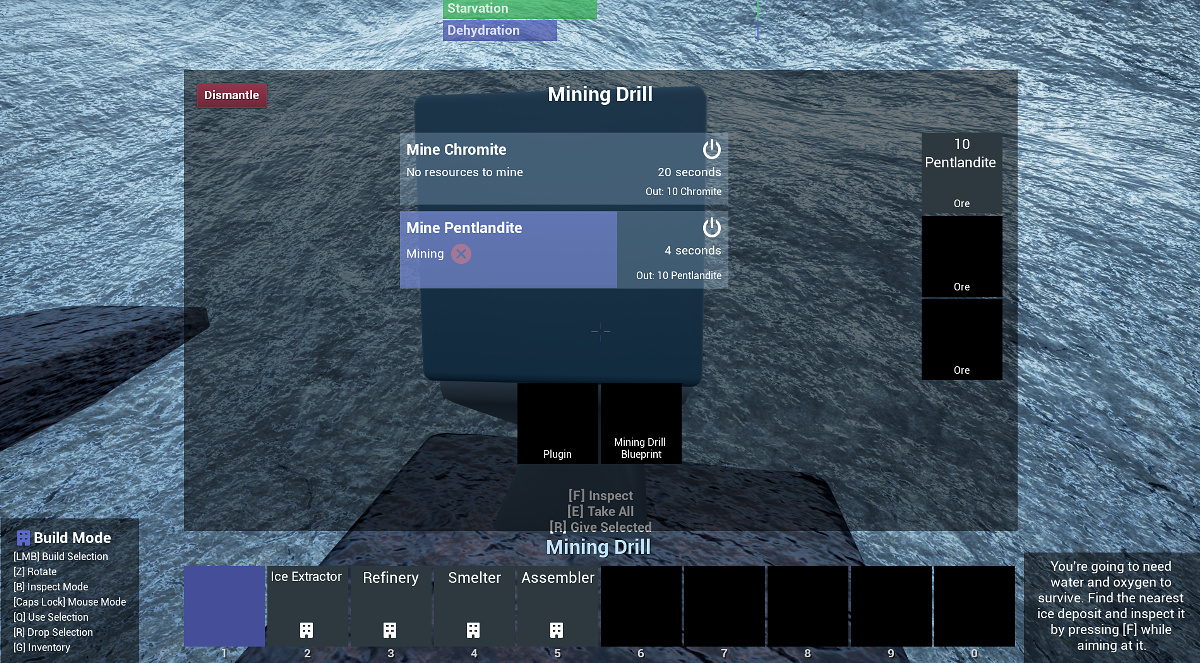 Starvation
Dehydration
Dismantle
Mining Drill
Mine Chromite
No resources to mine
20 seconds
Out: 10 Chromite
Mine Pentlandite
Mining
4 seconds
Out: 10 Pentlandite
10
Pentlandite
Ore
Ore
Ore
Plugin
Mining Drill
Blueprint
[F] Inspect
[E] Take All
[R] Give Selected
Mining Drill
Build Mode
[LMB] Build Selection
[Z] Rotate
[B] Inspect Mode
[Caps Lock] Mouse Mode
[Q] Use Selection
[R] Drop Selection
[G] Inventory
Ice Extractor
Refinery
Smelter
Assembler
1 2 3 4 5 6 7 8 9 0
You're going to need
water and oxygen to
survive. Find the nearest
ice deposit and inspect it
by pressing [F] while
aiming at it.